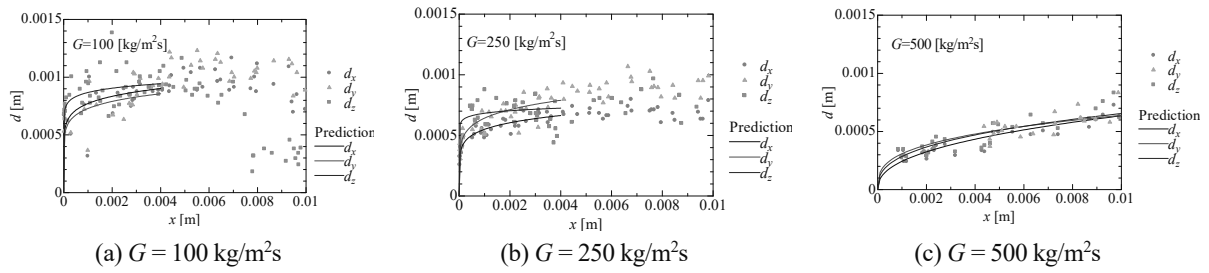 0.0015
G=100 [kg/m²s]
0.001
d [m]
0.0005
0
0 0.002 0.004 0.006 0.008 0.01
x [m]
dx
dy
dz
Prediction
dx
dy
dz
(a) G = 100 kg/m²s
0.0015
G=250 [kg/m²s]
0.001
d [m]
0.0005
0
0 0.002 0.004 0.006 0.008 0.01
x [m]
dx
dy
dz
Prediction
dx
dy
dz
(b) G = 250 kg/m²s
0.0015
G=500 [kg/m²s]
0.001
d [m]
0.0005
0
0 0.002 0.004 0.006 0.008 0.01
x [m]
dx
dy
dz
Prediction
dx
dy
dz
(c) G = 500 kg/m²s